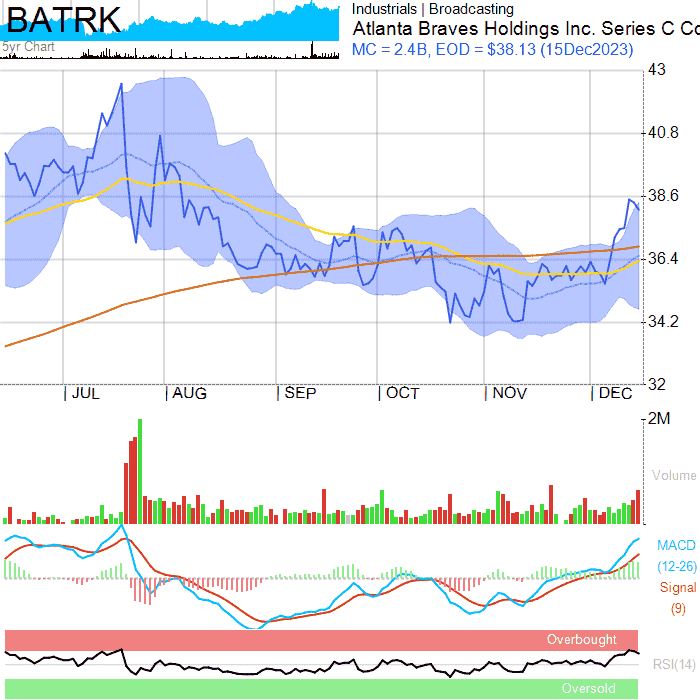 BATRK
5yr Chart
Industrials | Broadcasting
Atlanta Braves Holdings Inc. Series C Co
MC = 2.4B, EOD = $38.13 (15Dec2023)
43
40.8
38.6
36.4
34.2
32
| JUL | AUG | SEP | OCT | NOV | DEC
2M
Volume
MACD
(12-26)
Signal
(9)
Overbought
RSI(14)
Oversold